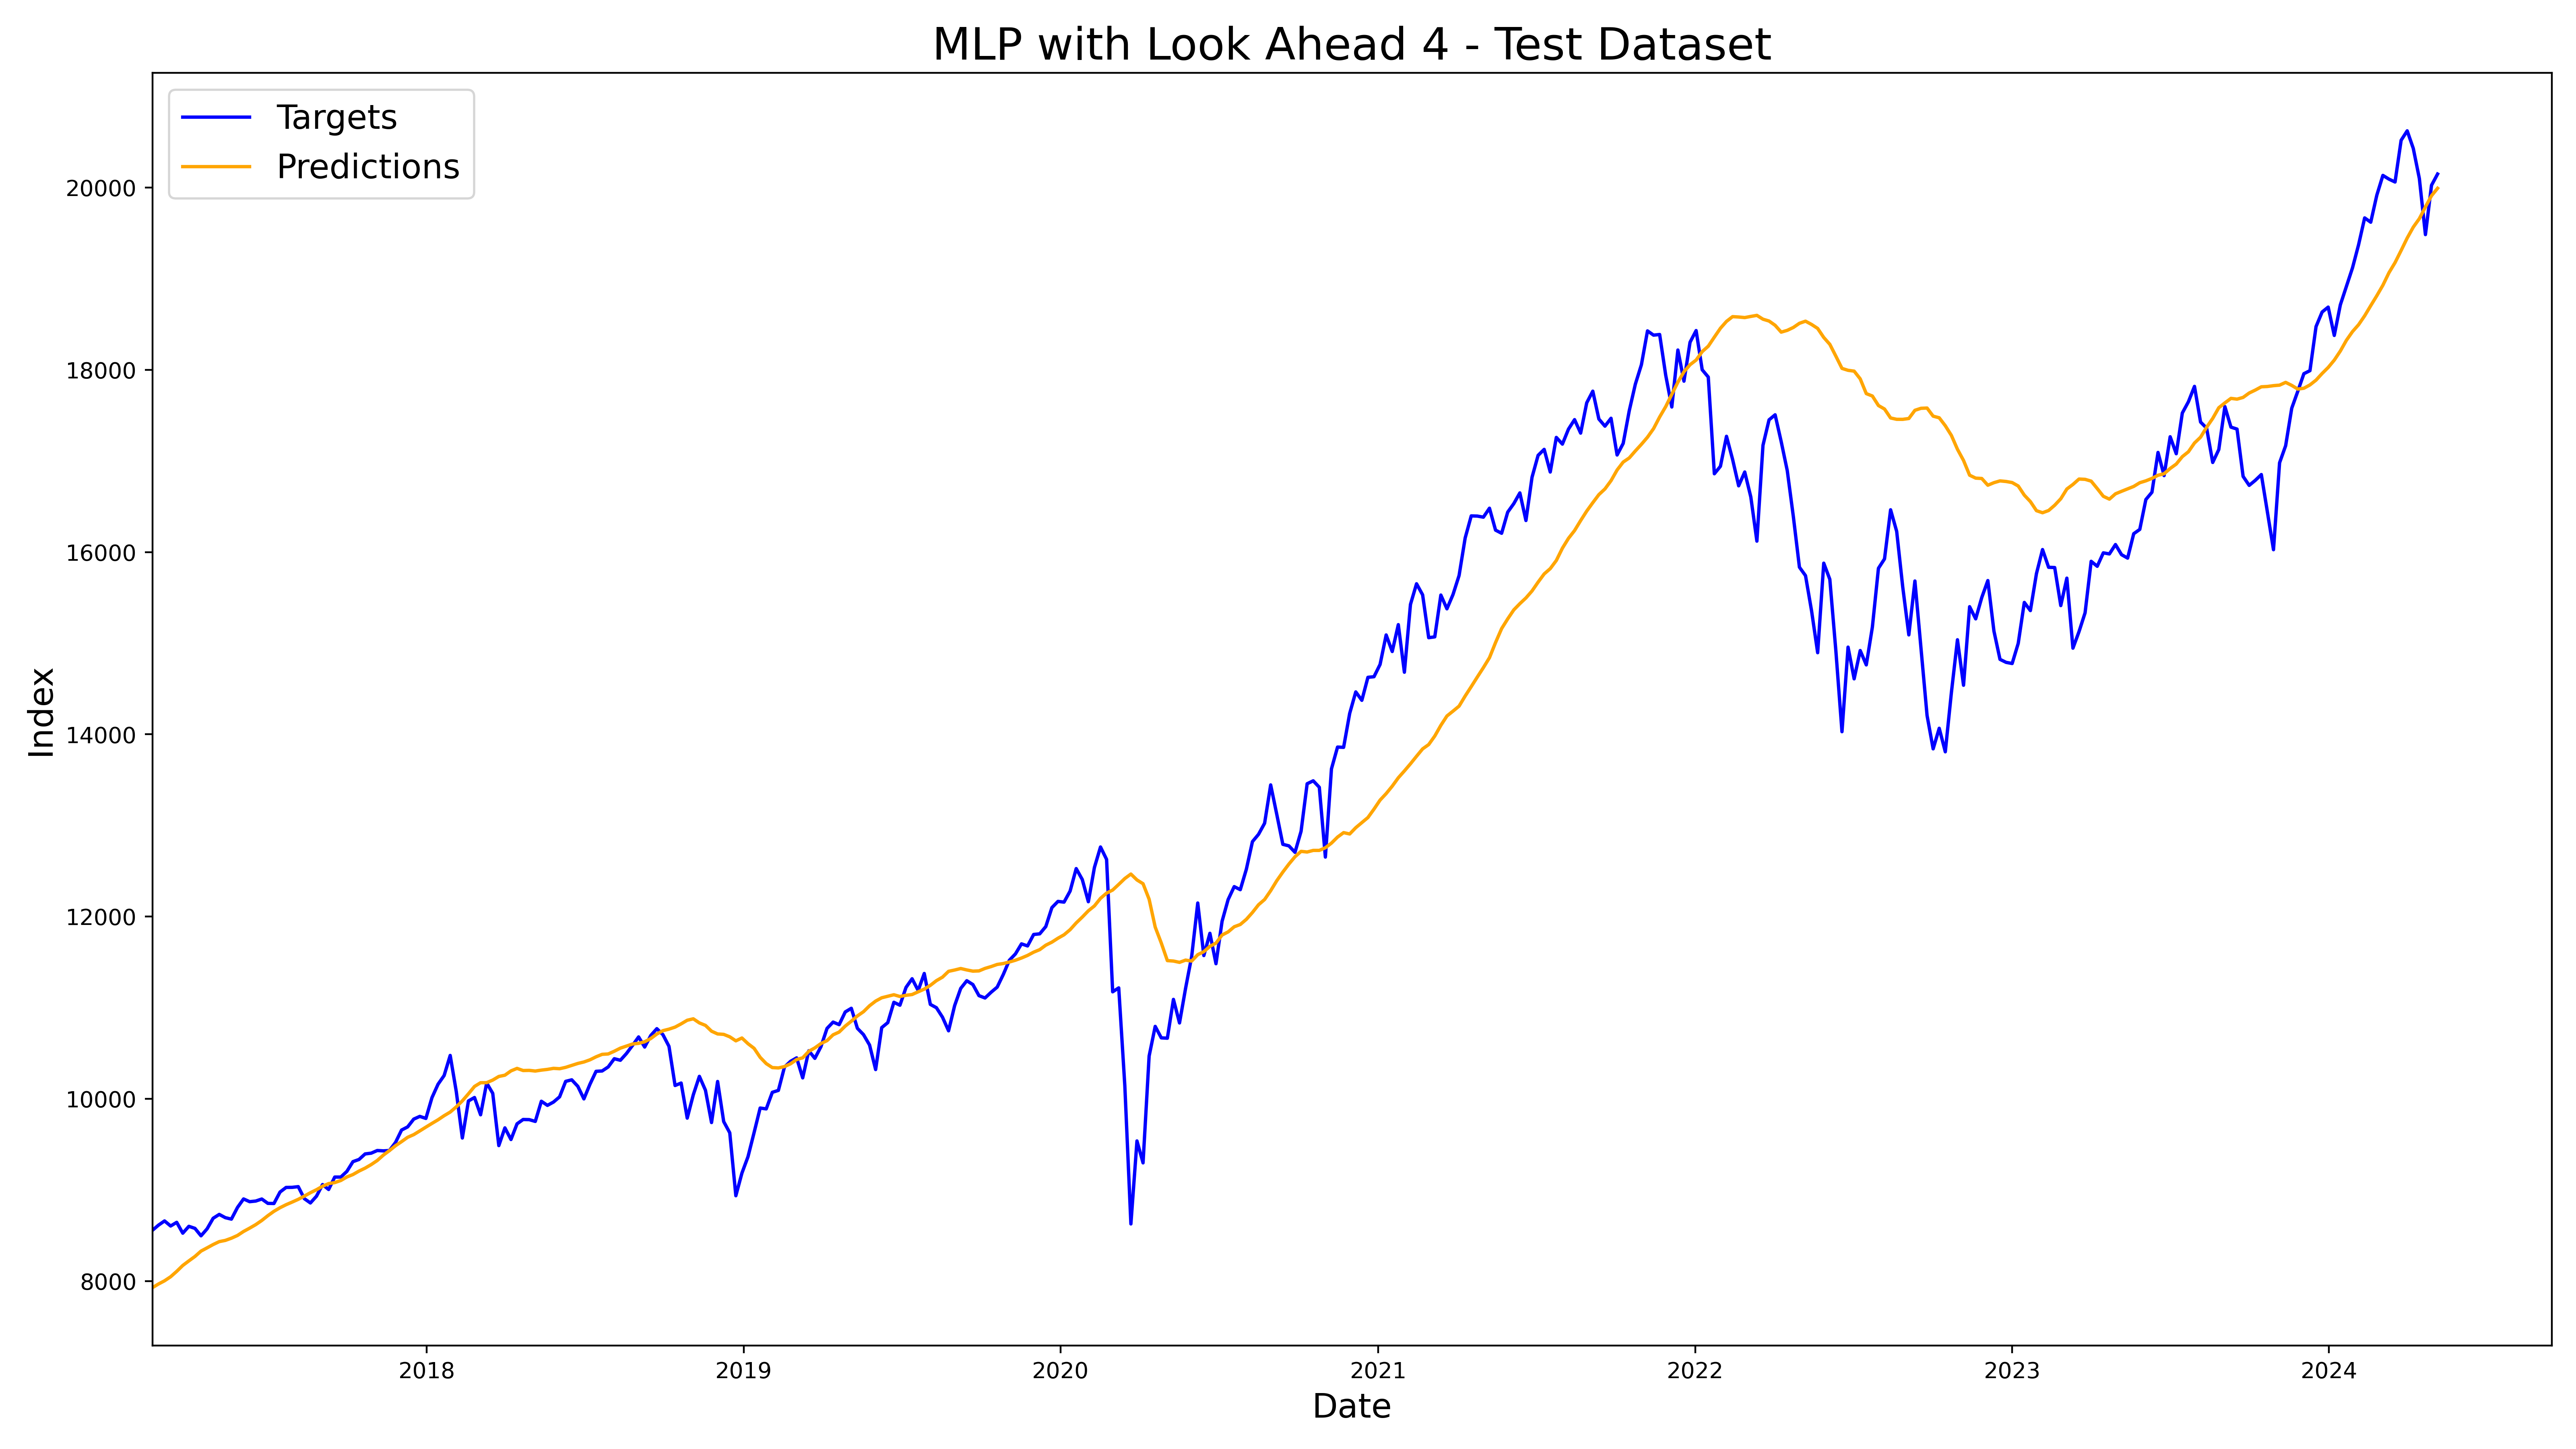 MLP with Look Ahead 4 - Test Dataset
Targets
Predictions
20000
18000
16000
14000
12000
10000
8000
Index
2018 2019 2020 2021 2022 2023 2024
Date